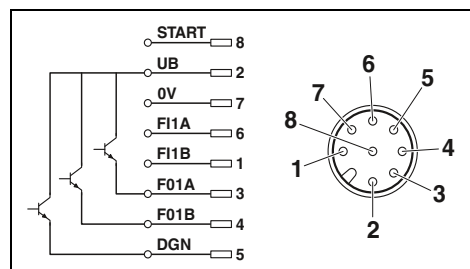 START 8
UB 2
0V 7
FI1A 6
FI1B 1
F01A 3
F01B 4
DGN 5
6
7 5
8
1 4
3
2